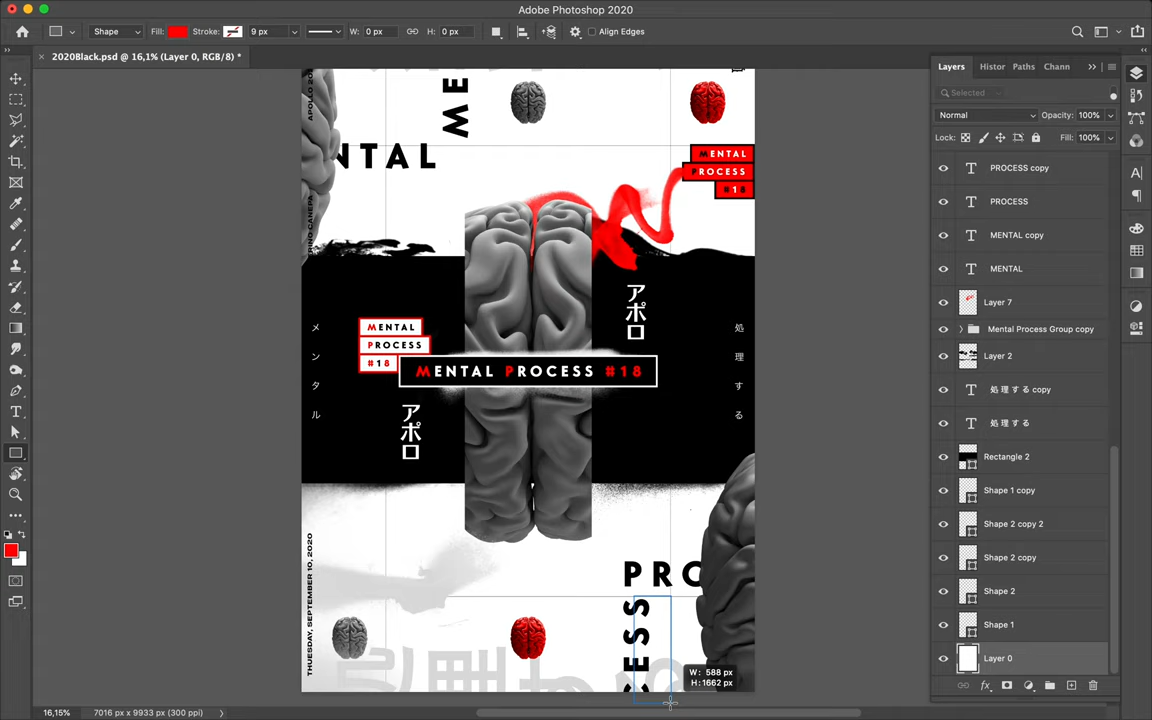 Adobe Photoshop 2020
Shape
Fill:
Stroke:
9 px
W: 0 px
H: 0 px
Align Edges
2020Black.psd @ 16,1% (Layer 0, RGB/8) *
Layers
Histor
Paths
Chann
Selected
Normal
Opacity: 100%
Lock:
Fill: 100%
PROCESS copy
PROCESS
MENTAL copy
MENTAL
Layer 7
Mental Process Group copy
Layer 2
処理する copy
処理する
Rectangle 2
Shape 1 copy
Shape 2 copy 2
Shape 2 copy
Shape 2
Shape 1
Layer 0
APOLLO
ME
NTAL
MENTAL
PROCESS
#18
アポロ
メンタル
MENTAL
PROCESS
#18
処理する
MENTAL PROCESS #18
アポロ
THUESDAY, SEPTEMBER 10, 2020
PROC
CESS
W: 588 px
H: 1662 px
16,15%
7016 px x 9933 px (300 ppi)